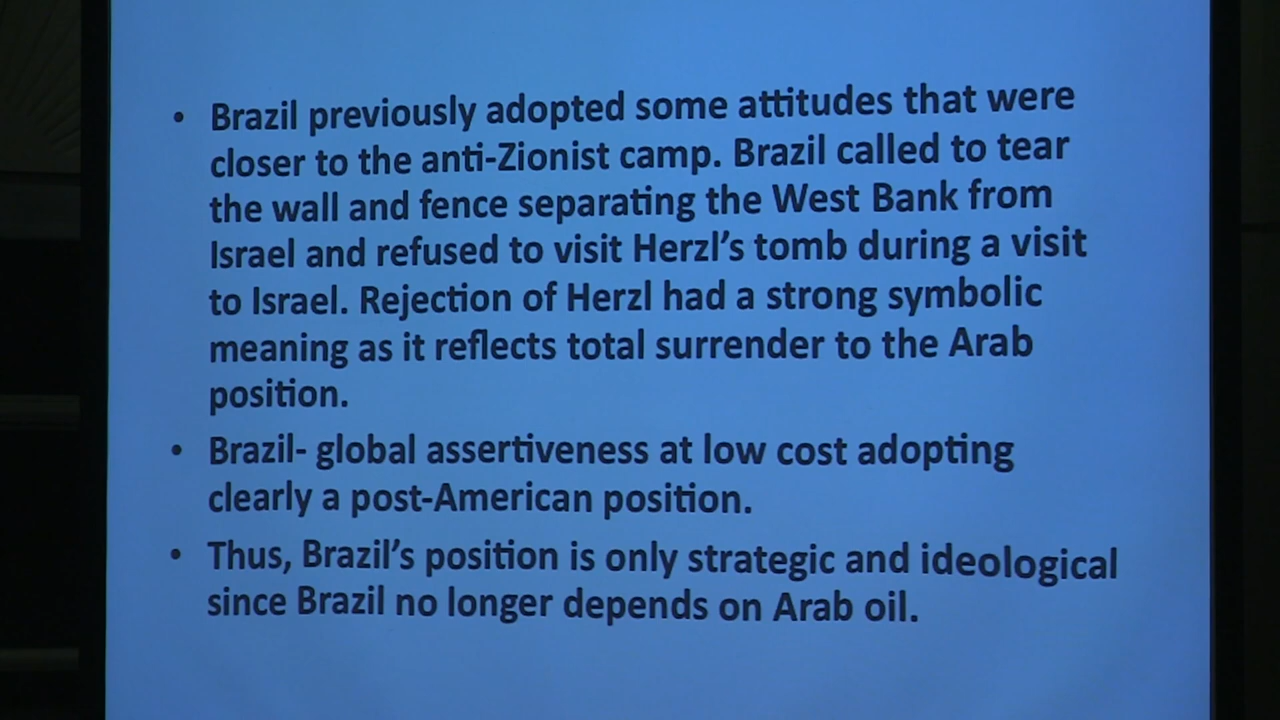 • Brazil previously adopted some attitudes that were
closer to the anti-Zionist camp. Brazil called to tear
the wall and fence separating the West Bank from
Israel and refused to visit Herzl's tomb during a visit
to Israel. Rejection of Herzl had a strong symbolic
meaning as it reflects total surrender to the Arab
position.
• Brazil- global assertiveness at low cost adopting
clearly a post-American position.
• Thus, Brazil's position is only strategic and ideological
since Brazil no longer depends on Arab oil.